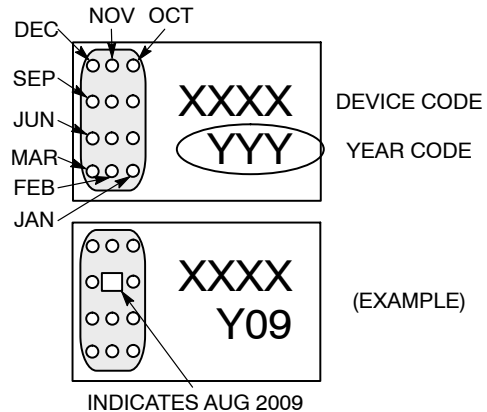 NOV OCT
DEC
SEP
XXXX DEVICE CODE
JUN
YYY YEAR CODE
MAR
FEB
JAN
XXXX
(EXAMPLE)
Y09
INDICATES AUG 2009